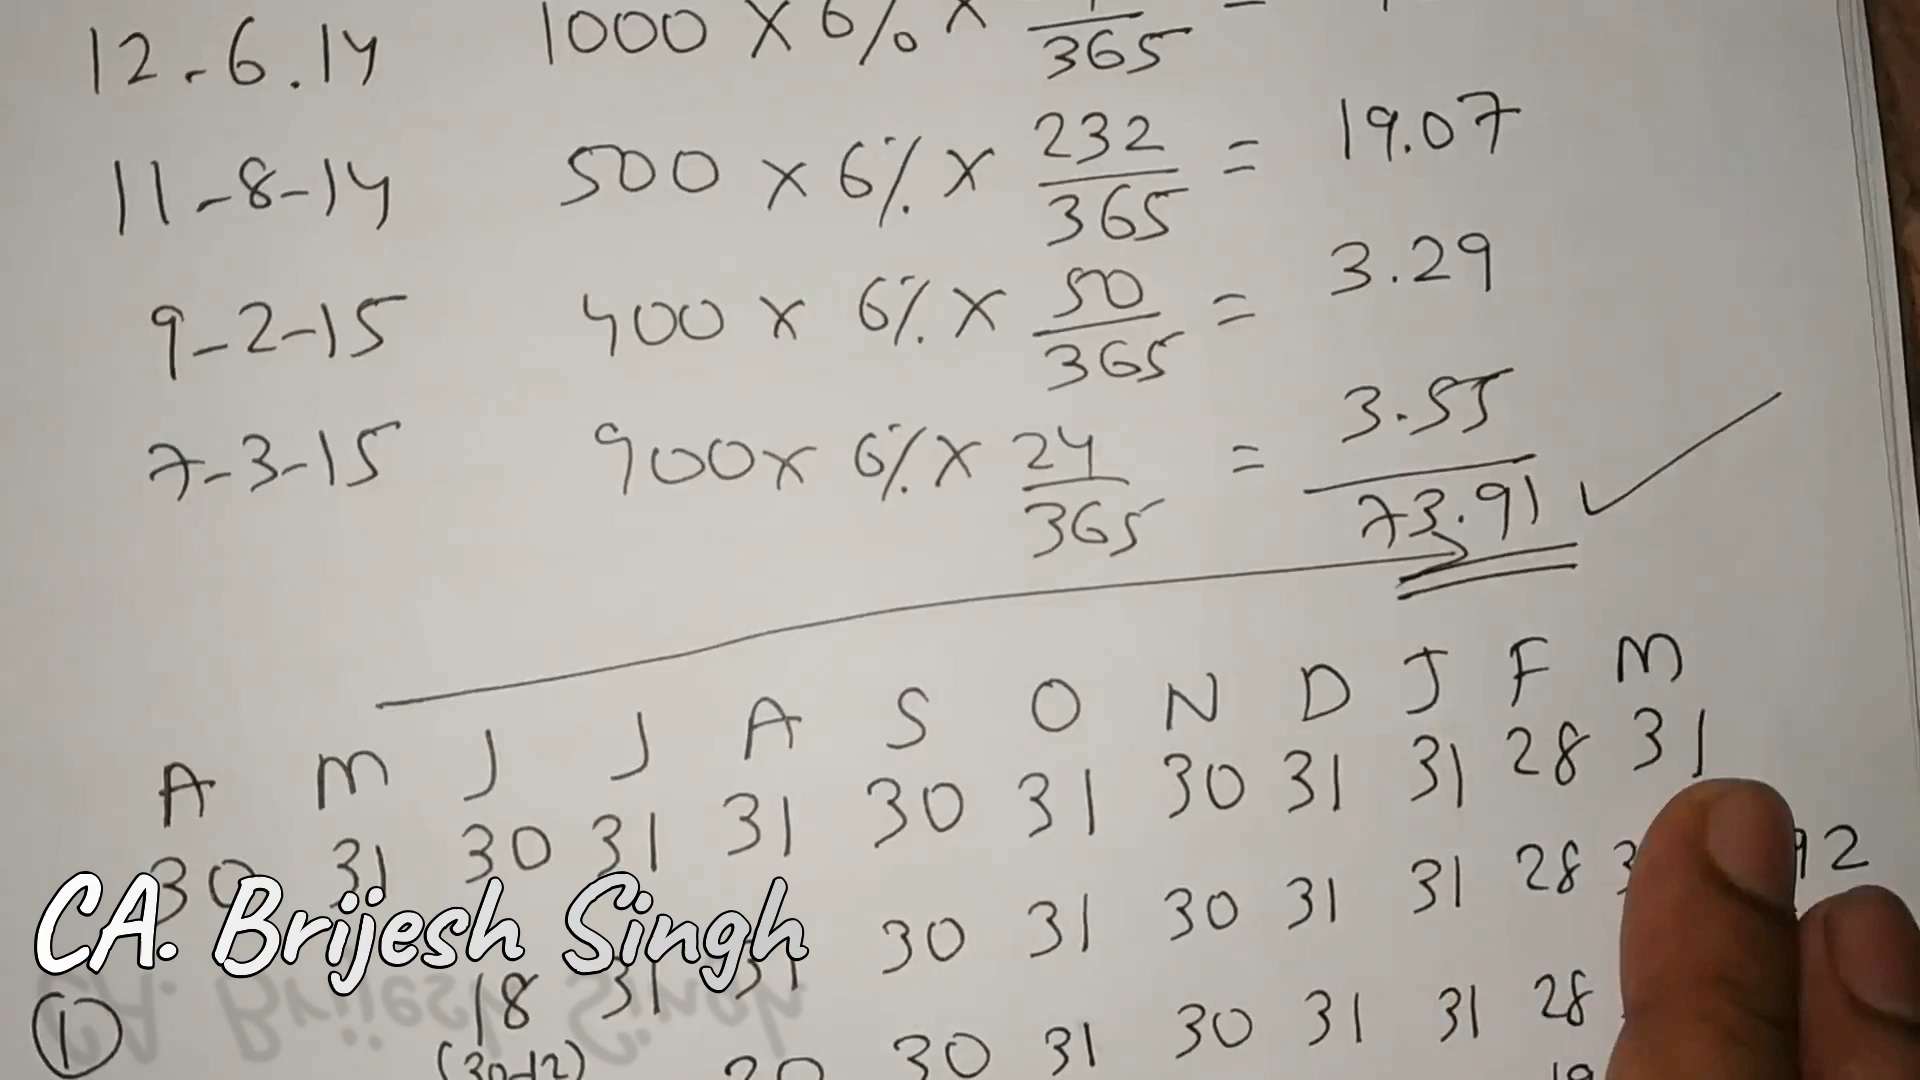 12-6.14 1000 × 6% × /365 =
11-8-14 500 × 6% × 232/365 = 19.07
9-2-15 400 × 6% × 50/365 = 3.29
7-3-15 900 × 6% × 24/365 = 3.55
73.91
A M J J A S O N D J F M
30 31 30 31 31 30 31 30 31 31 28 31
① 18 31 31 30 31 30 31 31 28 92
(30-12)
30 31 30 31 31 28
CA. Brijesh Singh